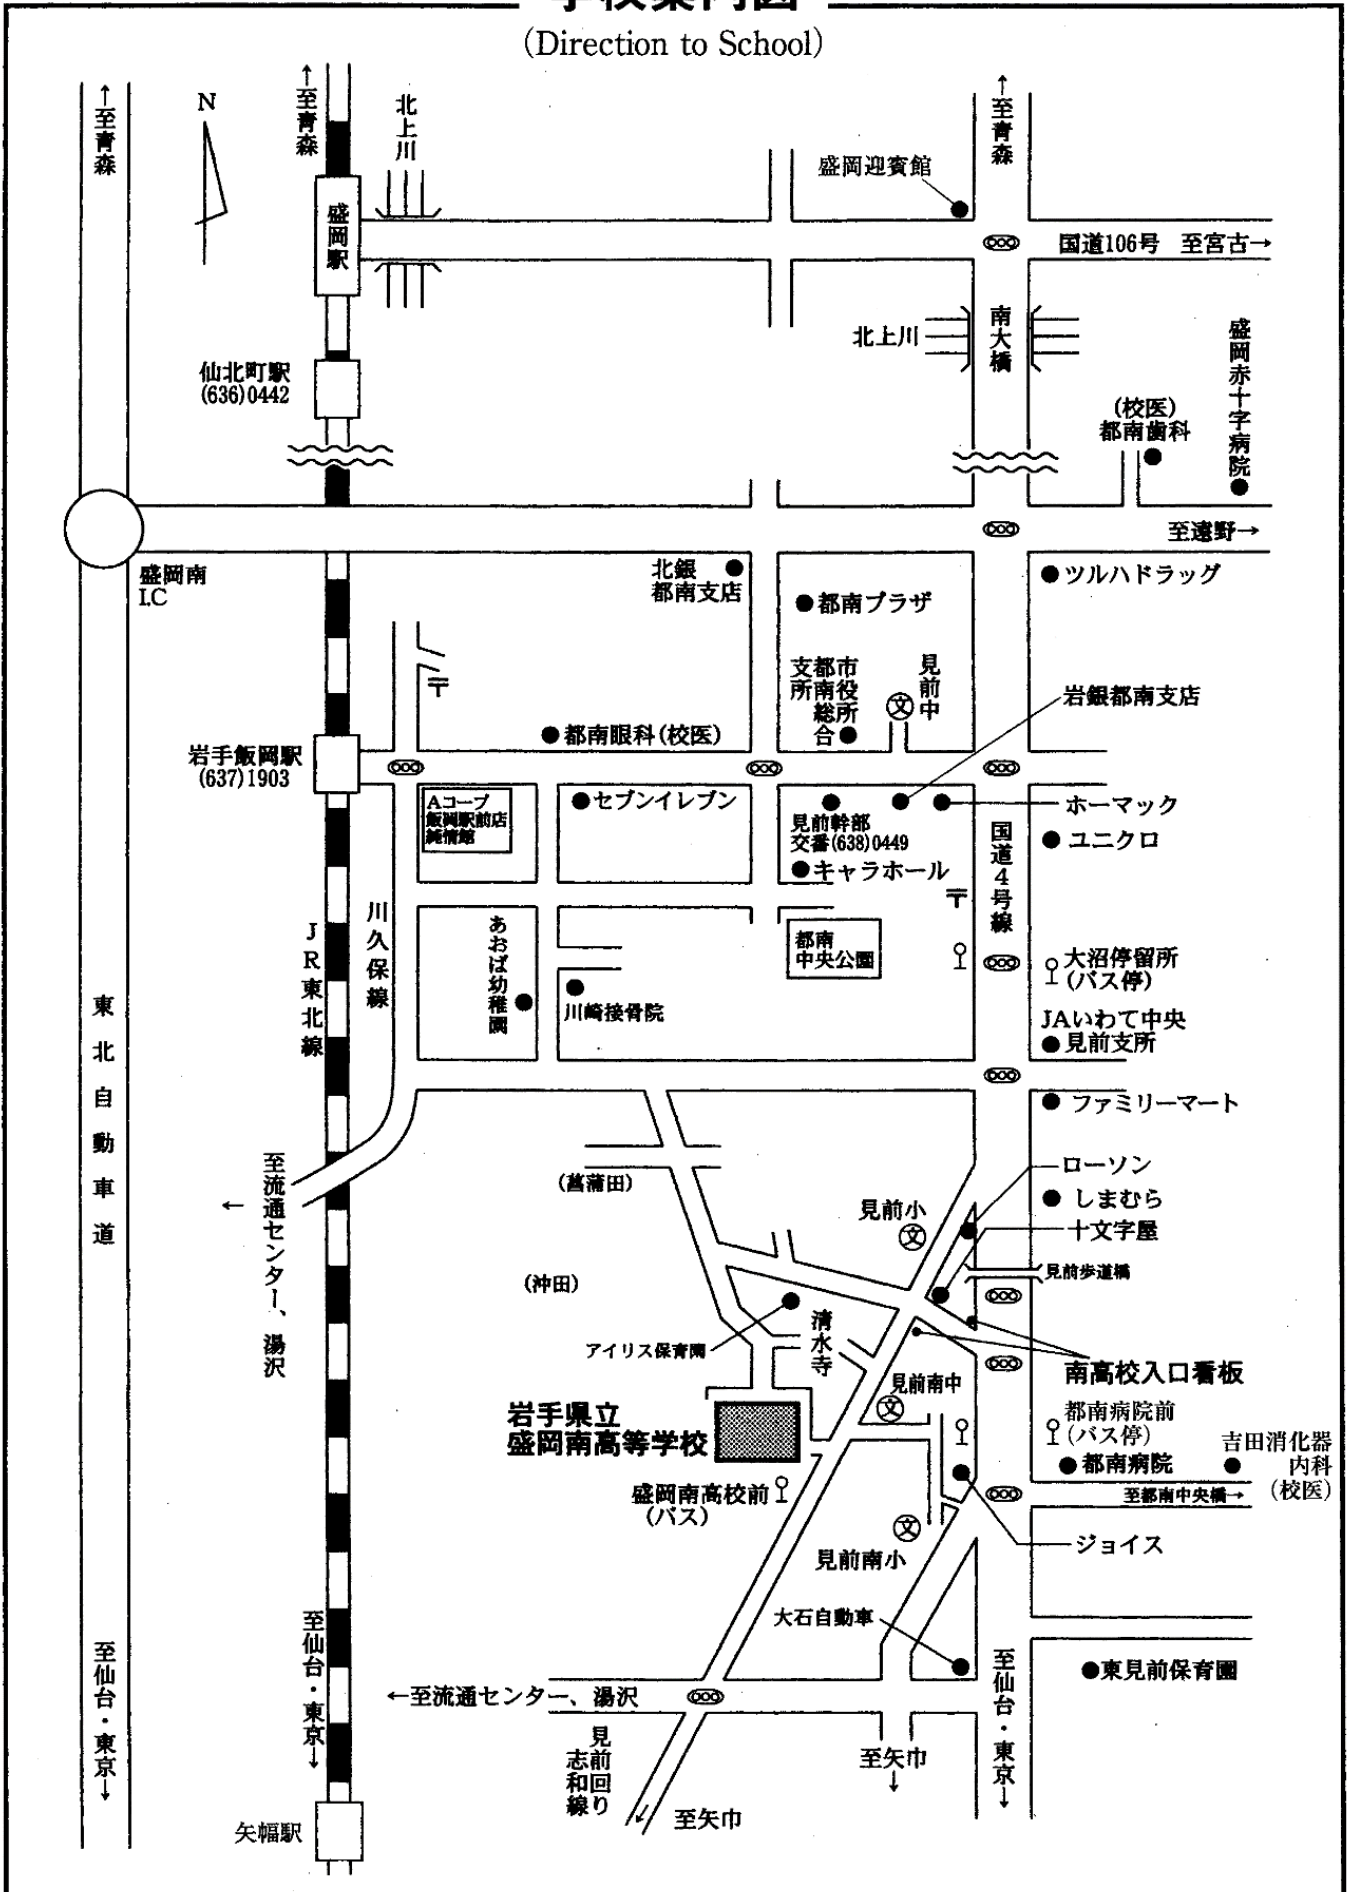 学校案内図
(Direction to School)
↑至青森
N
↑至青森
北上川
↑至青森
盛岡迎賓館
盛岡駅
国道106号 至宮古→
北上川
南大橋
盛岡赤十字病院
仙北町駅
(636)0442
(校医)
都南歯科
至遠野→
盛岡南
I.C
北銀
都南支店
ツルハドラッグ
都南プラザ
〒
市役所
都南総合
支所
見前中
文
岩銀都南支店
都南眼科(校医)
岩手飯岡駅
(637)1903
Aコープ
飯岡駅前店
純情館
セブンイレブン
見前幹部
交番(638)0449
ホーマック
国道4号線
ユニクロ
キャラホール
〒
川久保線
JR東北線
あおば幼稚園
都南
中央公園
川崎接骨院
大沼停留所
(バス停)
JAいわて中央
見前支所
東北自動車道
ファミリーマート
至流通センター、湯沢
←
(菖蒲田)
ローソン
しまむら
見前小
文
十文字屋
(沖田)
見前歩道橋
アイリス保育園
清水寺
南高校入口看板
見前南中
文
岩手県立
盛岡南高等学校
都南病院前
(バス停)
都南病院
吉田消化器
内科
(校医)
盛岡南高校前
(バス)
至都南中央橋→
文
見前南小
ジョイス
大石自動車
至仙台・東京↓
至仙台・東京↓
至仙台・東京↓
東見前保育園
←至流通センター、湯沢
見前回り
志和線
至矢巾
↓
至矢巾
矢幅駅